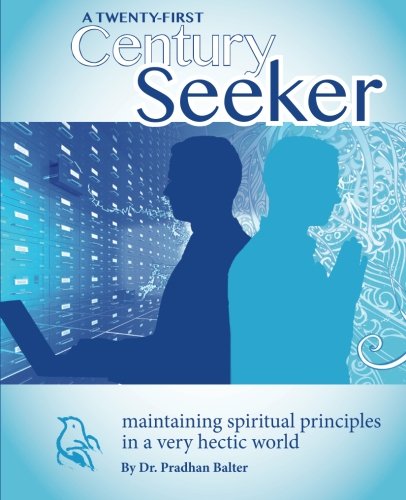 A TWENTY-FIRST
Century
Seeker
maintaining spiritual principles
in a very hectic world
By Dr. Pradhan Balter